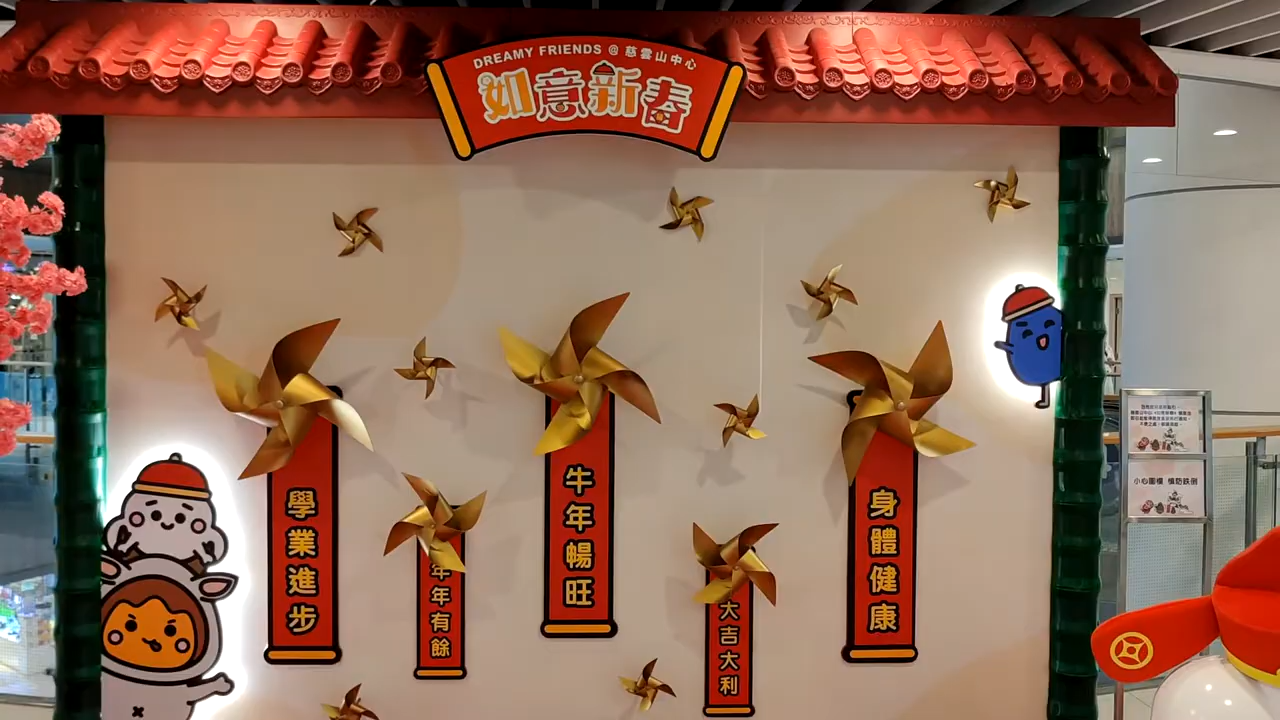 DREAMY FRIENDS @ 慈雲山中心
如意新春
學業進步
年年有餘
牛年暢旺
大吉大利
身體健康
小心圍欄 慎防跌倒